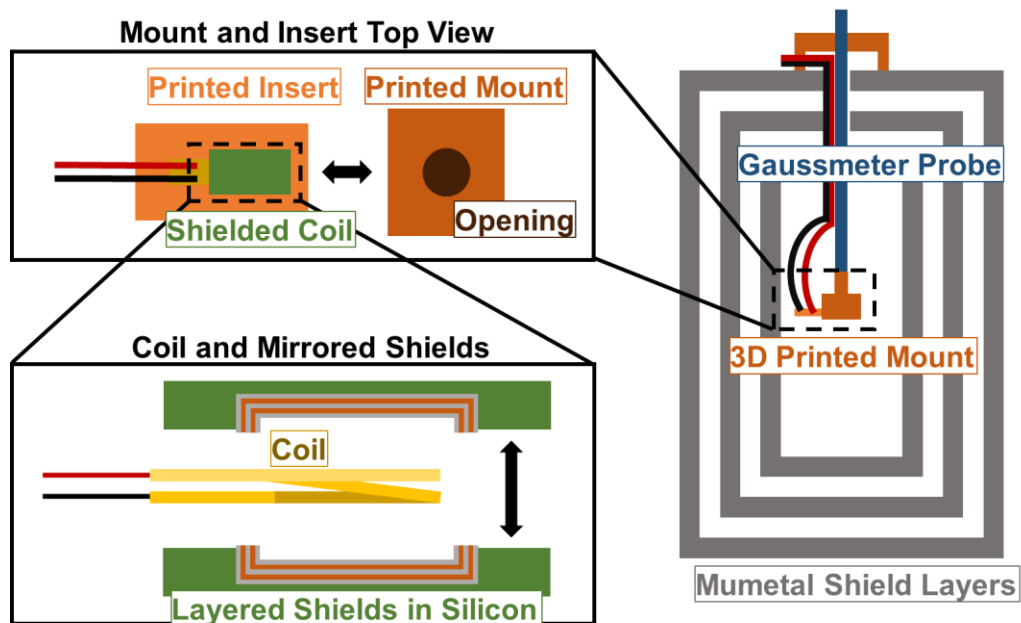 Mount and Insert Top View
Printed Insert
Printed Mount
Shielded Coil
Opening
Coil and Mirrored Shields
Coil
Layered Shields in Silicon
Gaussmeter Probe
3D Printed Mount
Mumetal Shield Layers